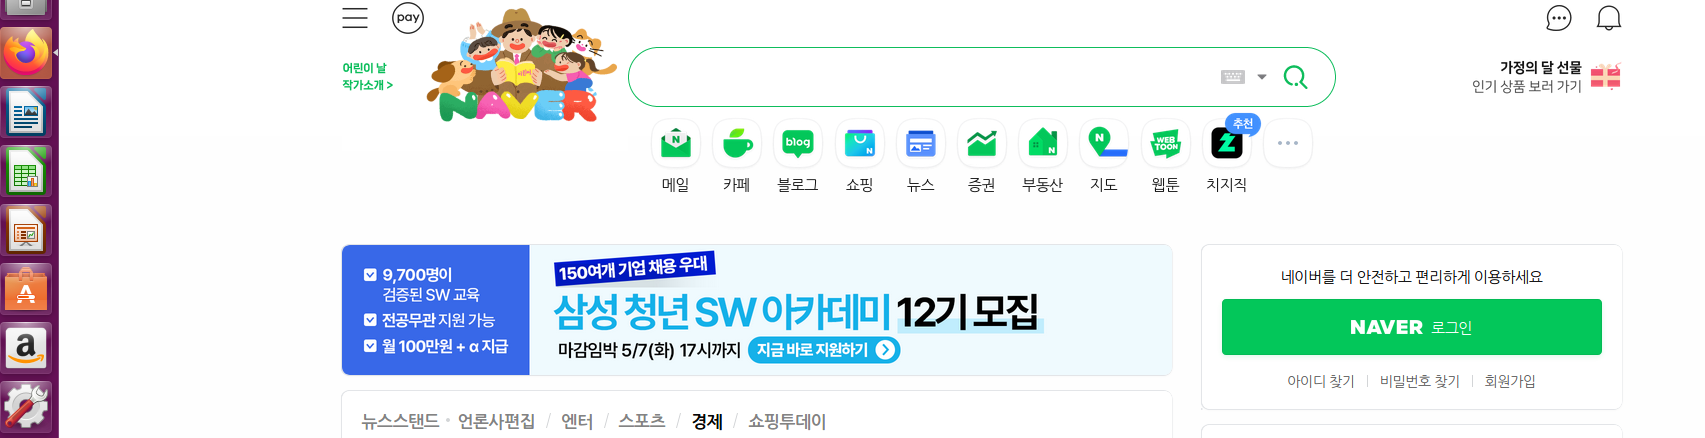 pay
어린이 날
작가소개 >
NAVER
가정의 달 선물
인기 상품 보러 가기
N
blog
N
N
N
WEB
TOON
추천
메일
카페
블로그
쇼핑
뉴스
증권
부동산
지도
웹툰
치지직
9,700명이
검증된 SW 교육
전공무관 지원 가능
월 100만원 + α 지급
150여개 기업 채용 우대
삼성 청년 SW 아카데미 12기 모집
마감임박 5/7(화) 17시까지
지금 바로 지원하기
네이버를 더 안전하고 편리하게 이용하세요
NAVER 로그인
아이디 찾기 | 비밀번호 찾기 | 회원가입
뉴스스탠드 · 언론사편집 / 엔터 / 스포츠 / 경제 / 쇼핑투데이
a